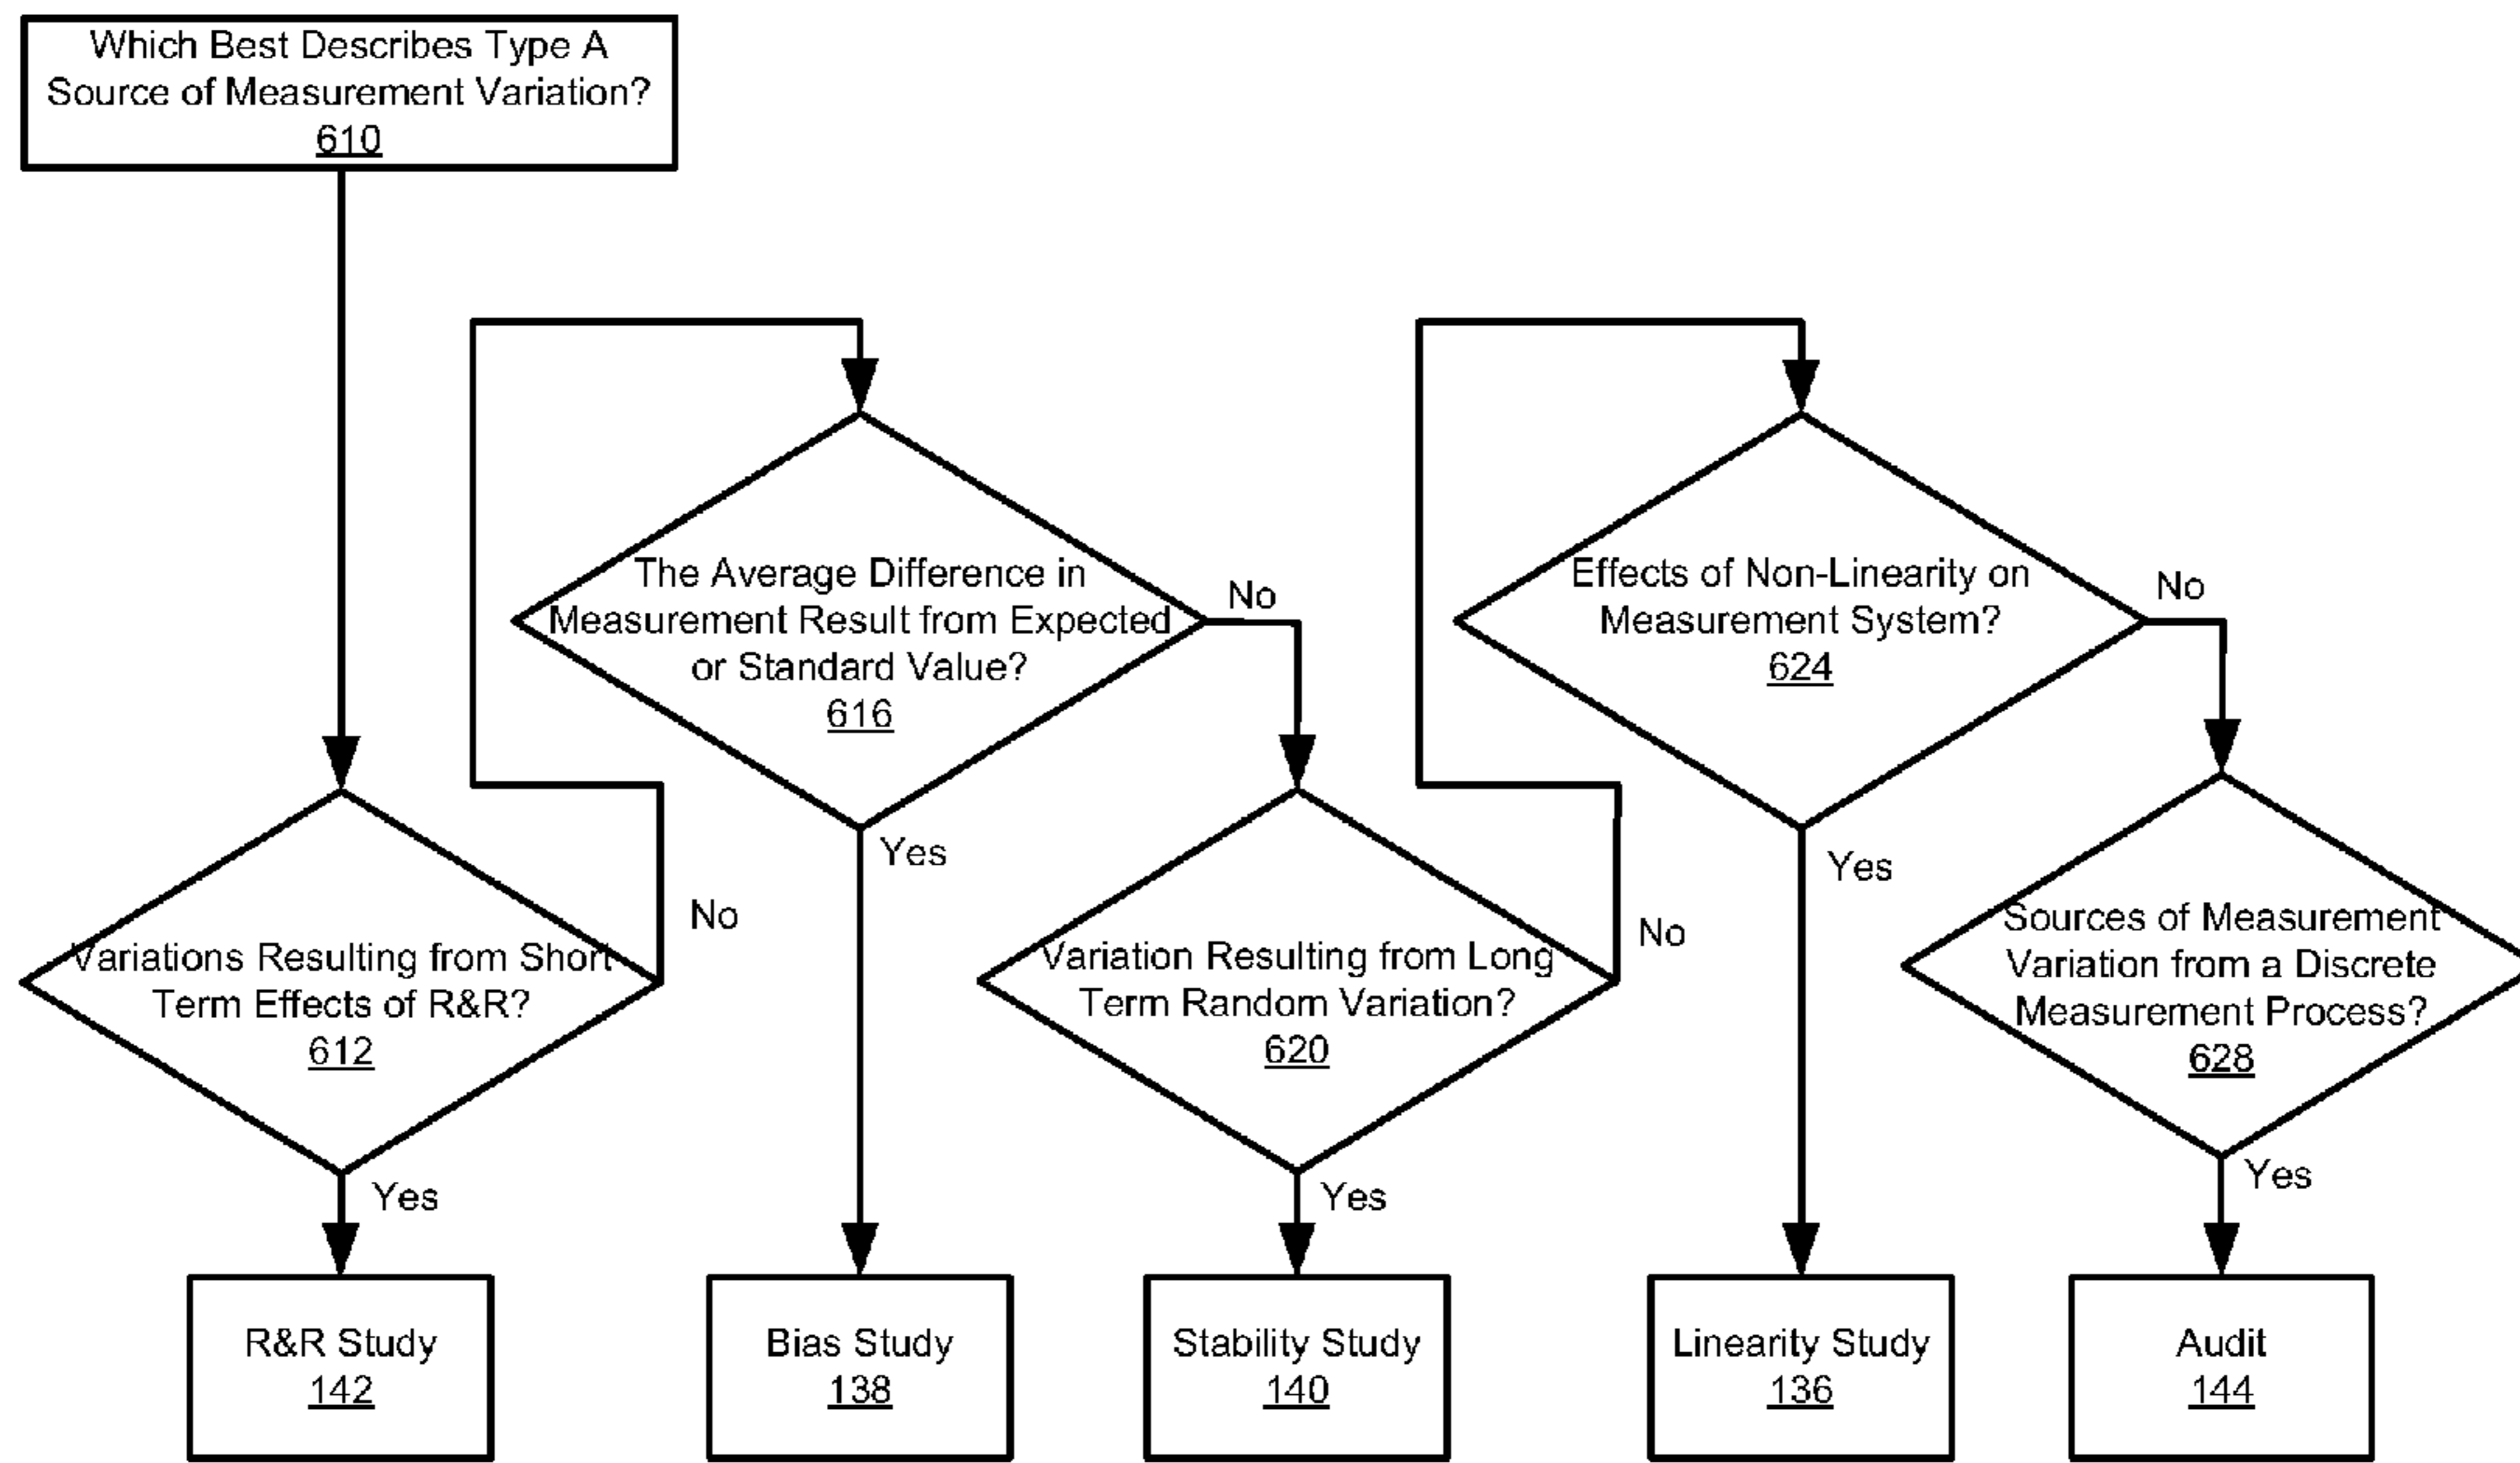 Which Best Describes Type A
Source of Measurement Variation?
610
The Average Difference in
Measurement Result from Expected
or Standard Value?
616
No
Yes
Effects of Non-Linearity on
Measurement System?
624
No
Yes
Variations Resulting from Short
Term Effects of R&R?
612
No
Yes
Variation Resulting from Long
Term Random Variation?
620
No
Yes
Sources of Measurement
Variation from a Discrete
Measurement Process?
628
Yes
R&R Study
142
Bias Study
138
Stability Study
140
Linearity Study
136
Audit
144